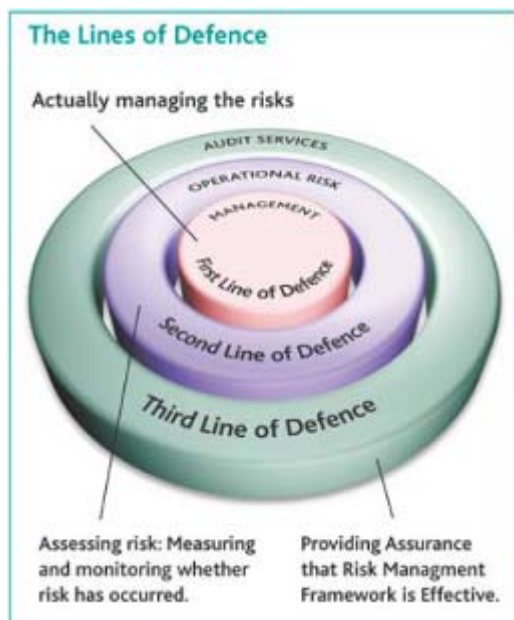 The Lines of Defence
Actually managing the risks
AUDIT SERVICES
OPERATIONAL RISK
MANAGEMENT
First Line of Defence
Second Line of Defence
Third Line of Defence
Assessing risk: Measuring
and monitoring whether
risk has occurred.
Providing Assurance
that Risk Managment
Framework is Effective.